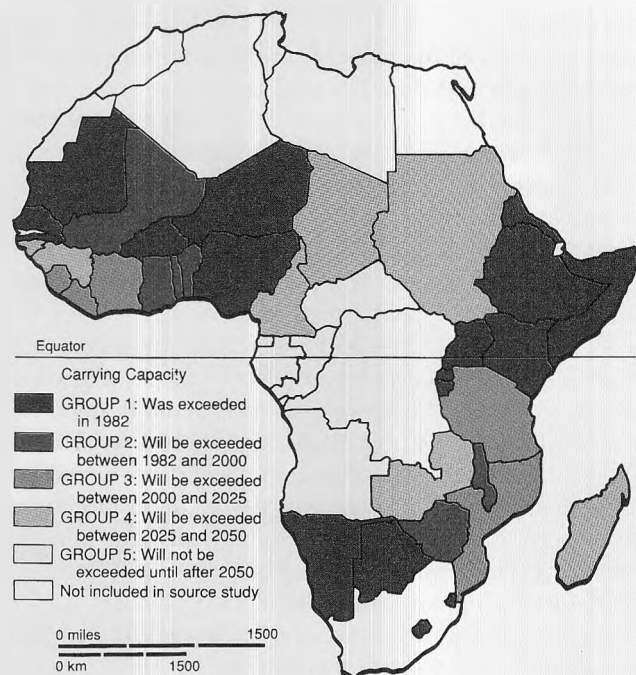 Equator
Carrying Capacity
GROUP 1: Was exceeded
in 1982
GROUP 2: Will be exceeded
between 1982 and 2000
GROUP 3: Will be exceeded
between 2000 and 2025
GROUP 4: Will be exceeded
between 2025 and 2050
GROUP 5: Will not be
exceeded until after 2050
Not included in source study
0 miles 1500
0 km 1500